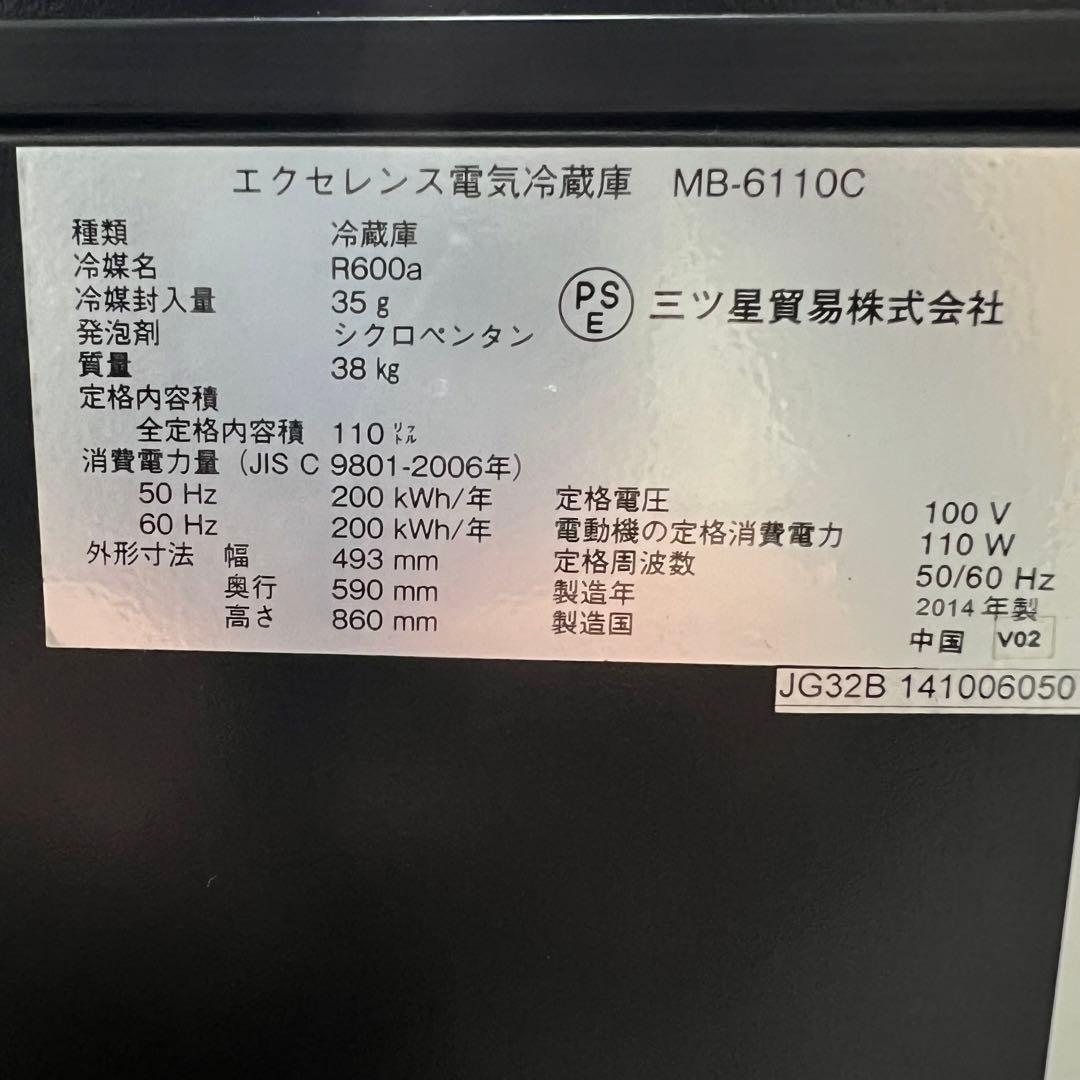 エクセレンス電気冷蔵庫 MB-6110C
種類 冷蔵庫
冷媒名 R600a
冷媒封入量 35 g
発泡剤 シクロペンタン
質量 38 ㎏
PSE 三ツ星貿易株式会社
定格内容積
全定格内容積 110 ㍑
消費電力量 (JIS C 9801-2006年)
50 Hz 200 kWh/年
60 Hz 200 kWh/年
外形寸法 幅 493 mm
奥行 590 mm
高さ 860 mm
定格電圧 100 V
電動機の定格消費電力 110 W
定格周波数 50/60 Hz
製造年 2014 年製
製造国 中国 V02
JG32B 141006050